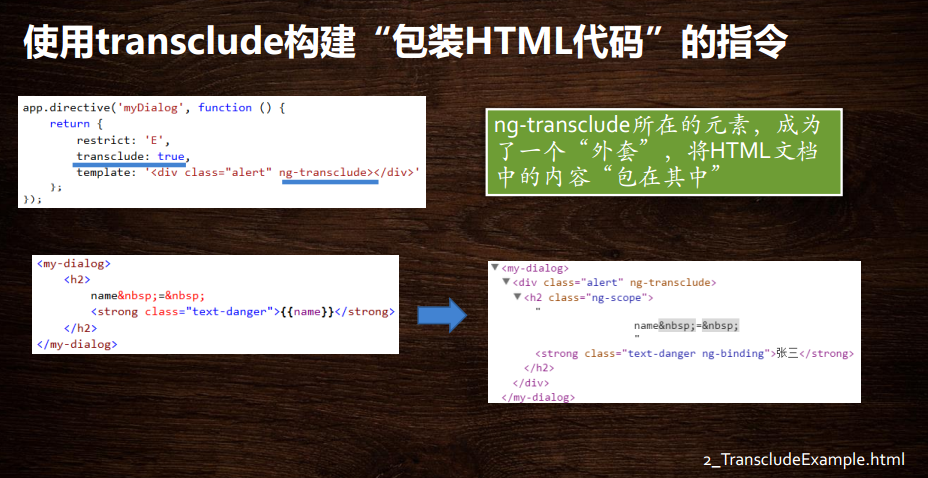 使用transclude构建“包装HTML代码”的指令
app.directive('myDialog', function () {
    return {
        restrict: 'E',
        transclude: true,
        template: '<div class="alert" ng-transclude></div>'
    };
});
ng-transclude所在的元素，成为
了一个“外套”，将HTML文档
中的内容“包在其中”
<my-dialog>
    <h2>
        name&nbsp;=&nbsp;
        <strong class="text-danger">{{name}}</strong>
    </h2>
</my-dialog>
▼<my-dialog>
  ▼<div class="alert" ng-transclude>
    ▼<h2 class="ng-scope">
      "
                    name&nbsp;=&nbsp;
                    "
      <strong class="text-danger ng-binding">张三</strong>
    </h2>
  </div>
</my-dialog>
2_TranscludeExample.html